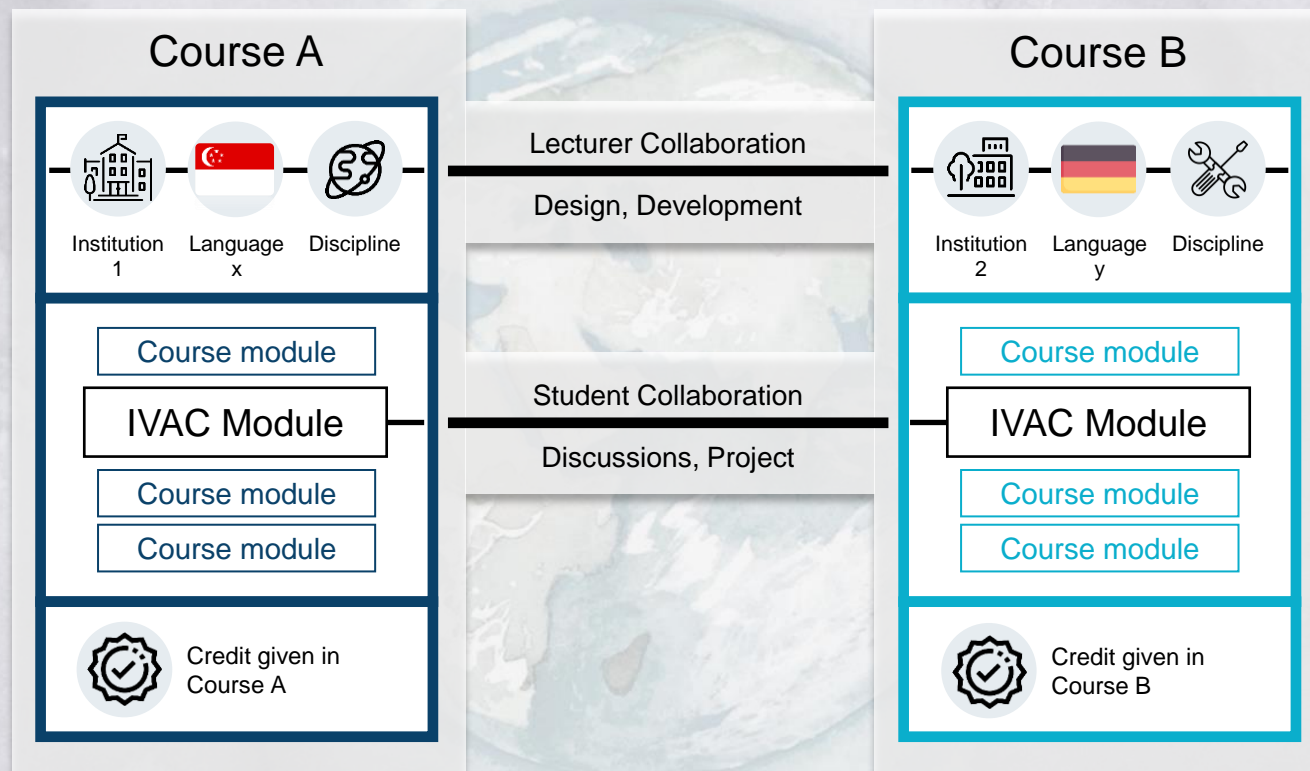 Course A
Institution
1
Language
x
Discipline
Course module
IVAC Module
Course module
Course module
Credit given in
Course A
Lecturer Collaboration
Design, Development
Student Collaboration
Discussions, Project
Course B
Institution
2
Language
y
Discipline
Course module
IVAC Module
Course module
Course module
Credit given in
Course B